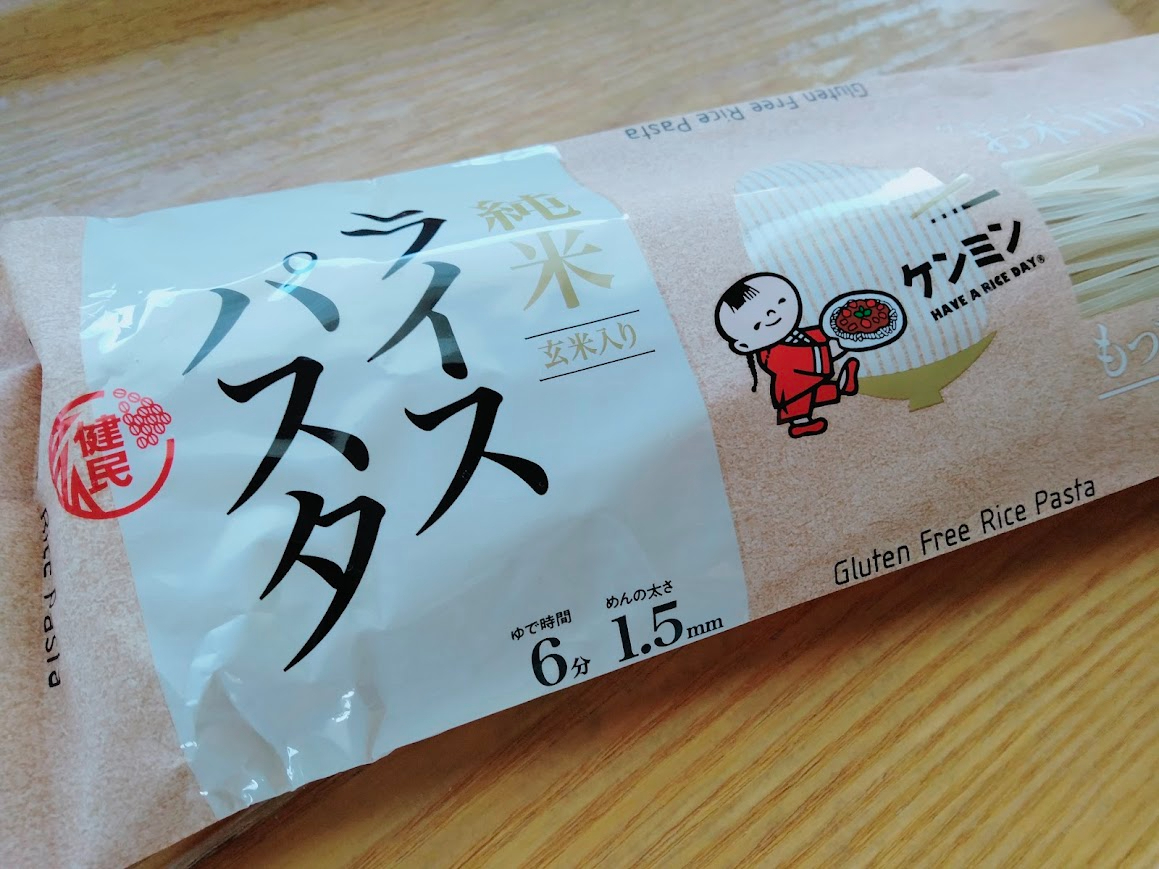 Gluten Free Rice Pasta
純米
玄米入り
ライス
パスタ
健民
ケンミン
HAVE A RICE DAY®
もっ
Gluten Free Rice Pasta
Rice Pasta
ゆで時間
6分
めんの太さ
1.5mm